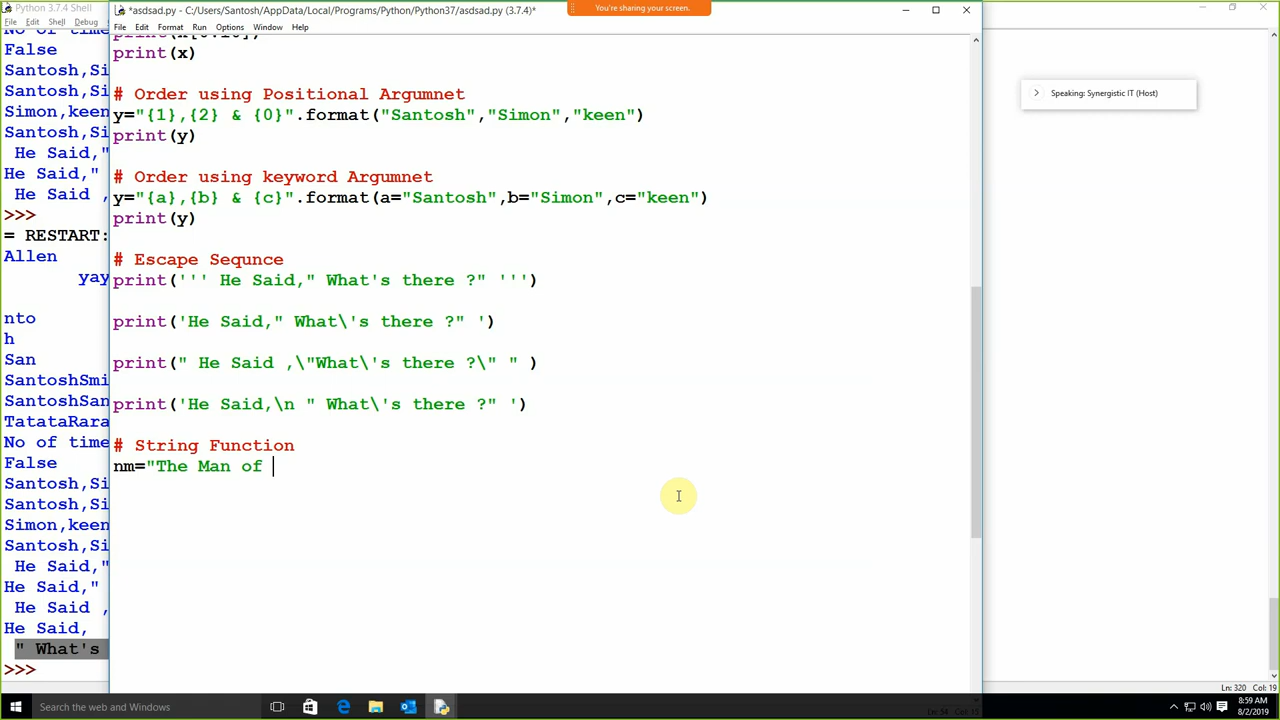 Python 3.7.4 Shell
*asdsad.py - C:/Users/Santosh/AppData/Local/Programs/Python/Python37/asdsad.py (3.7.4)*
You're sharing your screen.
File Edit Shell Debug
File Edit Format Run Options Window Help
No of time
False
Santosh,Si
Santosh,Si
Simon,keen
Santosh,Si
He Said,"
He Said,"
He Said ,
>>>
= RESTART:
Allen
yay
nto
h
San
SantoshSmi
SantoshSan
TatataRara
No of time
False
Santosh,Si
Santosh,Si
Simon,keen
Santosh,Si
He Said,"
He Said,"
He Said ,
He Said,
" What's
>>>
print(x)
# Order using Positional Argumnet
y="{1},{2} & {0}".format("Santosh","Simon","keen")
print(y)
# Order using keyword Argumnet
y="{a},{b} & {c}".format(a="Santosh",b="Simon",c="keen")
print(y)
# Escape Sequnce
print(''' He Said," What's there ?" ''')
print('He Said," What\'s there ?" ')
print(" He Said ,\"What\'s there ?\" " )
print('He Said,\n " What\'s there ?" ')
# String Function
nm="The Man of
Speaking: Synergistic IT (Host)
Ln: 320 Col: 19
Search the web and Windows
8:59 AM
8/2/2019